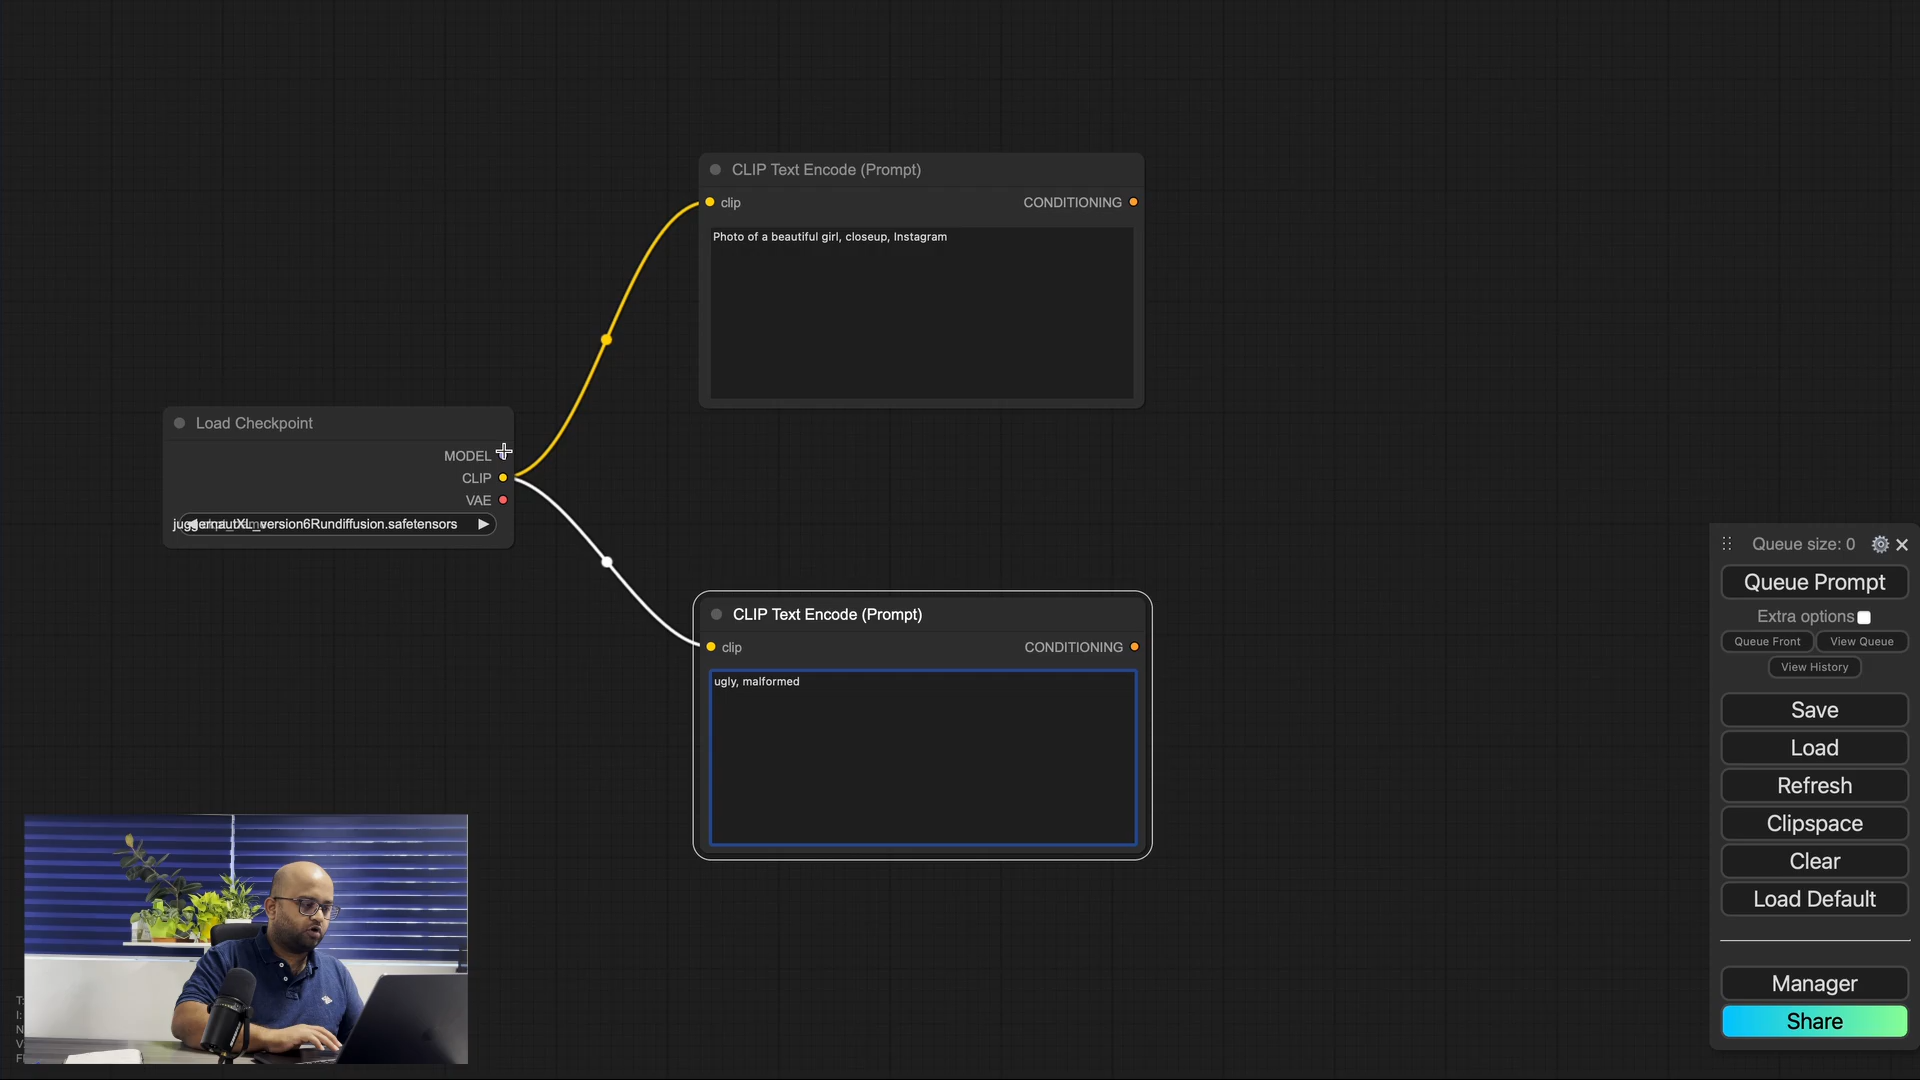 CLIP Text Encode (Prompt)
clip
CONDITIONING
Photo of a beautiful girl, closeup, Instagram
Load Checkpoint
MODEL
CLIP
VAE
juggernautXL_version6Rundiffusion.safetensors
CLIP Text Encode (Prompt)
clip
CONDITIONING
ugly, malformed
Queue size: 0
Queue Prompt
Extra options
Queue Front
View Queue
View History
Save
Load
Refresh
Clipspace
Clear
Load Default
Manager
Share
T:
I:
N
V:
F